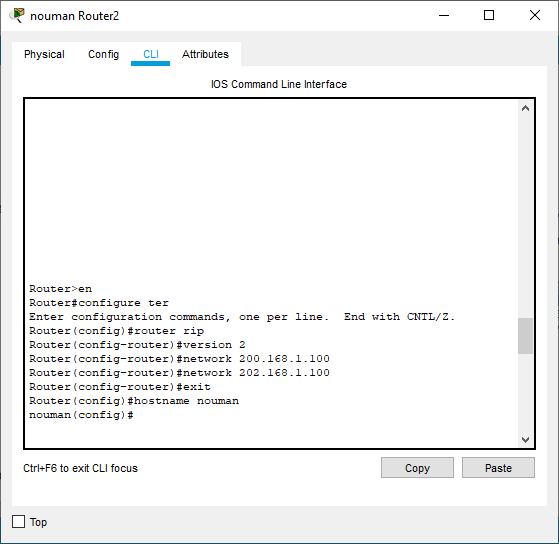 nouman Router2
Physical Config CLI Attributes
IOS Command Line Interface
Router>en
Router#configure ter
Enter configuration commands, one per line.  End with CNTL/Z.
Router(config)#router rip
Router(config-router)#version 2
Router(config-router)#network 200.168.1.100
Router(config-router)#network 202.168.1.100
Router(config-router)#exit
Router(config)#hostname nouman
nouman(config)#
Ctrl+F6 to exit CLI focus Copy Paste
Top